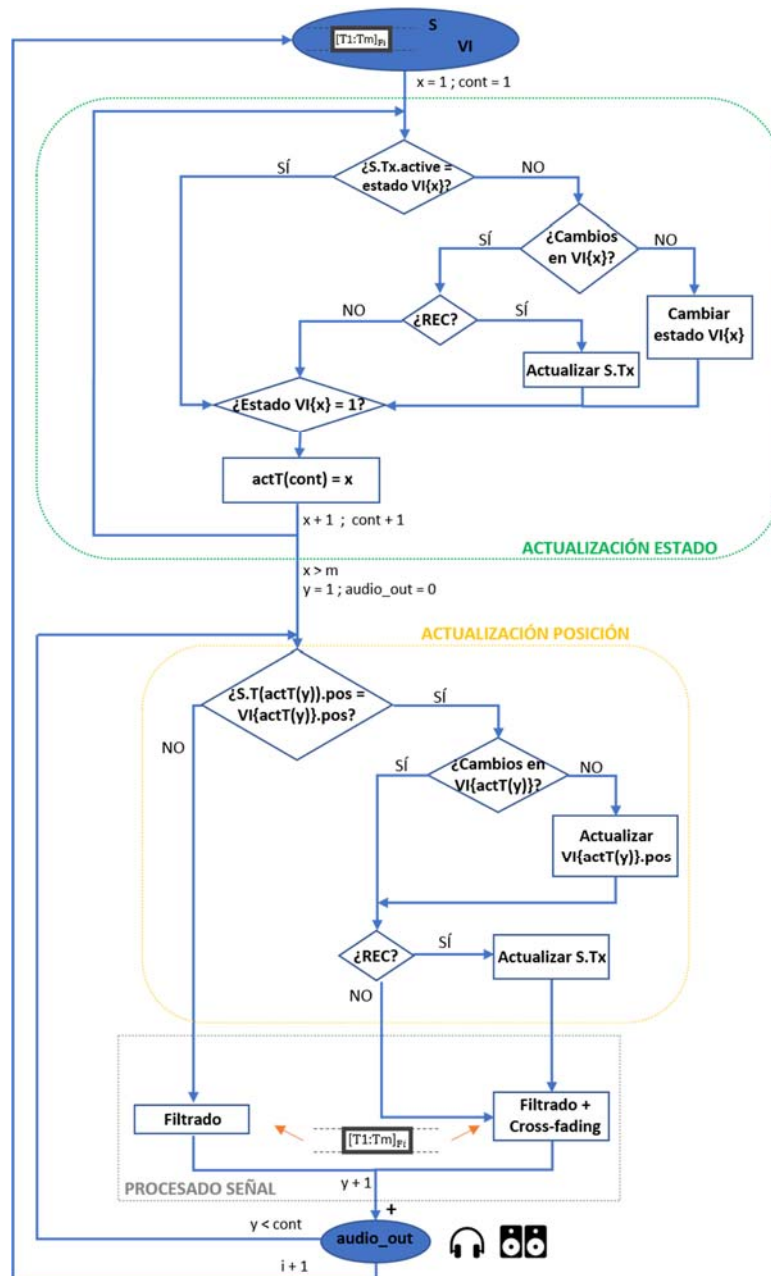 S
[T1:Tm]Fi
VI
x = 1 ; cont = 1
¿S.Tx.active =
estado VI{x}?
SÍ
NO
¿Cambios
en VI{x}?
SÍ
NO
¿REC?
NO
SÍ
Cambiar
estado VI{x}
Actualizar S.Tx
¿Estado VI{x} = 1?
actT(cont) = x
x + 1 ; cont + 1
ACTUALIZACIÓN ESTADO
x > m
y = 1 ; audio_out = 0
ACTUALIZACIÓN POSICIÓN
¿S.T(actT(y)).pos =
VI{actT(y)}.pos?
SÍ
NO
¿Cambios en
VI{actT(y)}?
SÍ
NO
Actualizar
VI{actT(y)}.pos
¿REC?
SÍ
Actualizar S.Tx
NO
Filtrado
Filtrado +
Cross-fading
[T1:Tm]Fi
PROCESADO SEÑAL
y + 1
+
y < cont
audio_out
i + 1